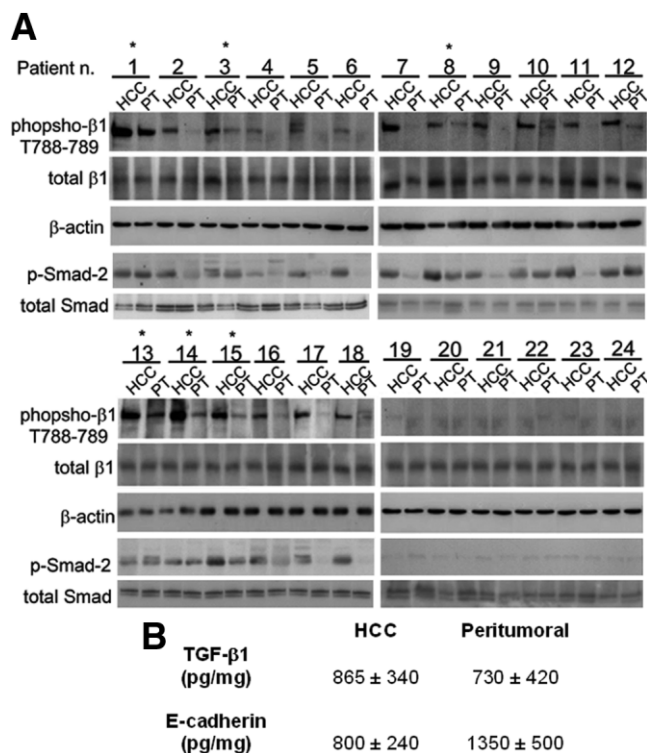 A
* * *
Patient n. 1 2 3 4 5 6 7 8 9 10 11 12
HCC PT HCC PT HCC PT HCC PT HCC PT HCC PT HCC PT HCC PT HCC PT HCC PT HCC PT HCC PT
phopsho-β1
T788-789
total β1
β-actin
p-Smad-2
total Smad
* * *
13 14 15 16 17 18 19 20 21 22 23 24
HCC PT HCC PT HCC PT HCC PT HCC PT HCC PT HCC PT HCC PT HCC PT HCC PT HCC PT HCC PT
phopsho-β1
T788-789
total β1
β-actin
p-Smad-2
total Smad
B HCC Peritumoral
TGF-β1
(pg/mg) 865 ± 340 730 ± 420
E-cadherin
(pg/mg) 800 ± 240 1350 ± 500